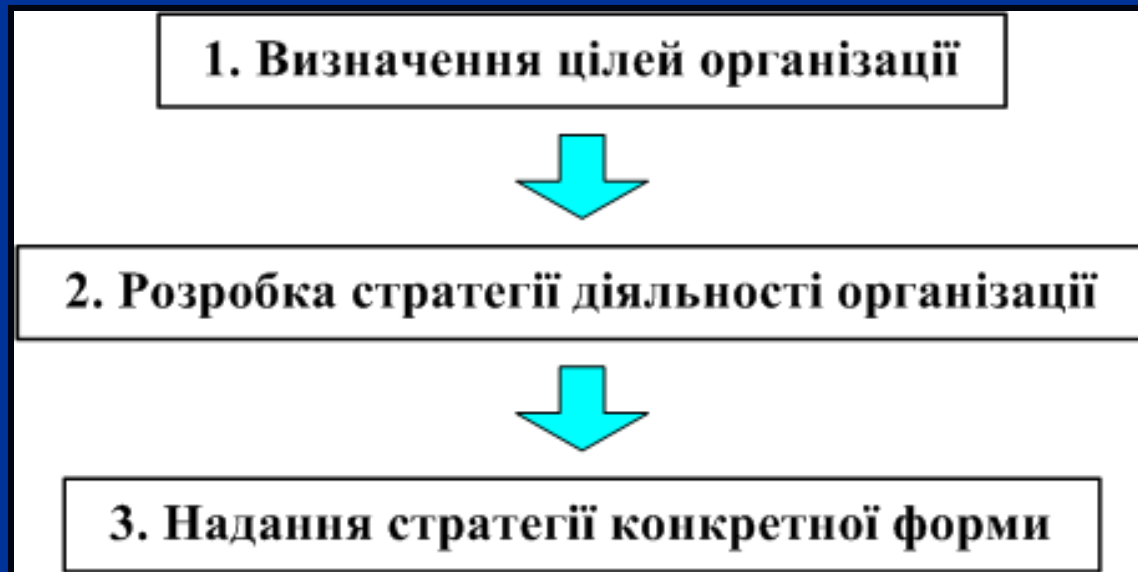 1. Визначення цілей організації
2. Розробка стратегії діяльності організації
3. Надання стратегії конкретної форми